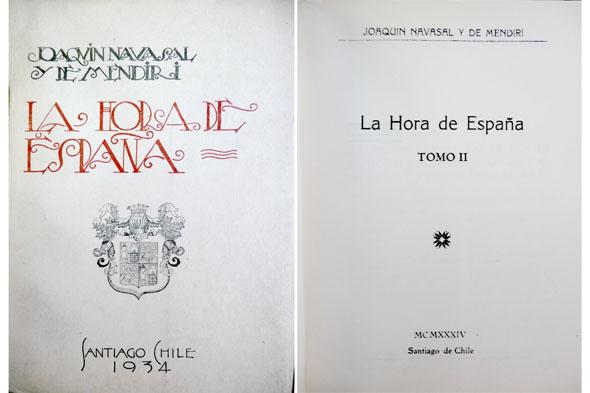 JOAQUIN NAVASAL
Y DE MENDIRI
LA HORA DE
ESPAÑA
SANTIAGO CHILE
1934
JOAQUIN NAVASAL Y DE MENDIRI
La Hora de España
TOMO II
MCMXXXIV
Santiago de Chile